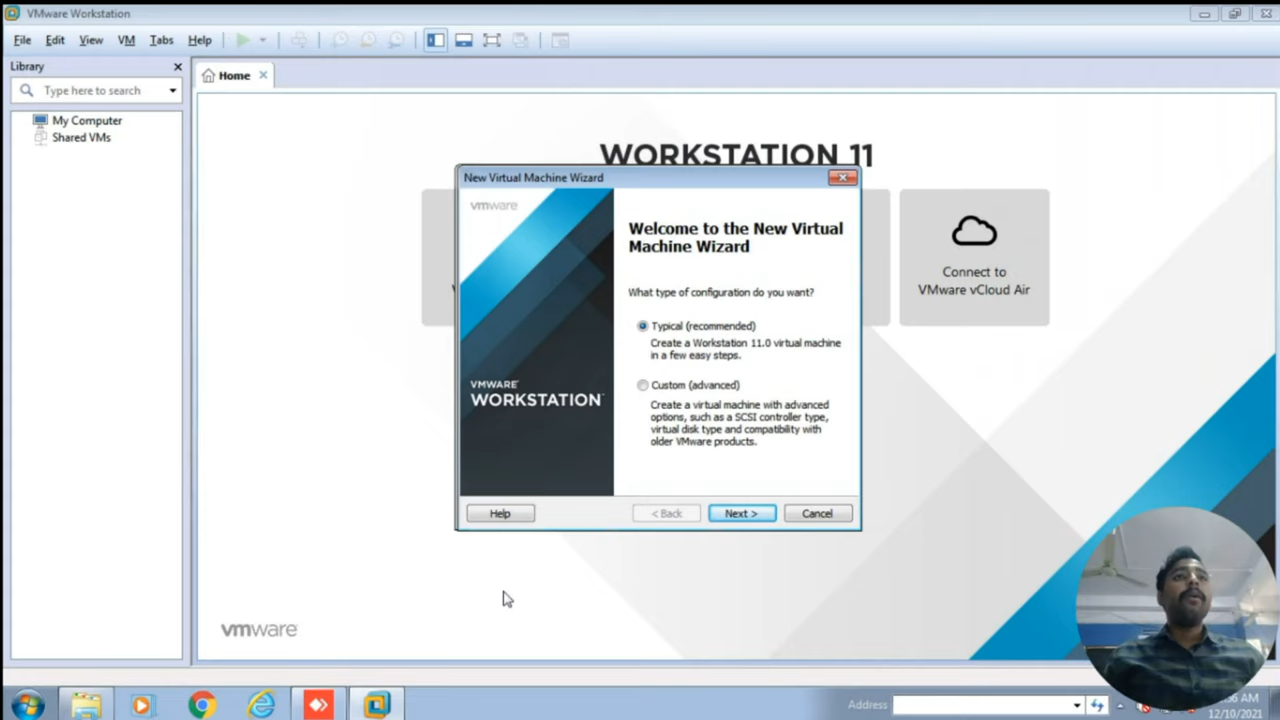 VMware Workstation
File Edit View VM Tabs Help
Library
Home
Type here to search
My Computer
Shared VMs
WORKSTATION 11
Connect to
VMware vCloud Air
New Virtual Machine Wizard
vmware
Welcome to the New Virtual
Machine Wizard
What type of configuration do you want?
Typical (recommended)
Create a Workstation 11.0 virtual machine
in a few easy steps.
Custom (advanced)
Create a virtual machine with advanced
options, such as a SCSI controller type,
virtual disk type and compatibility with
older VMware products.
VMWARE
WORKSTATION
Help < Back Next > Cancel
vmware
Address
AM
12/10/2021